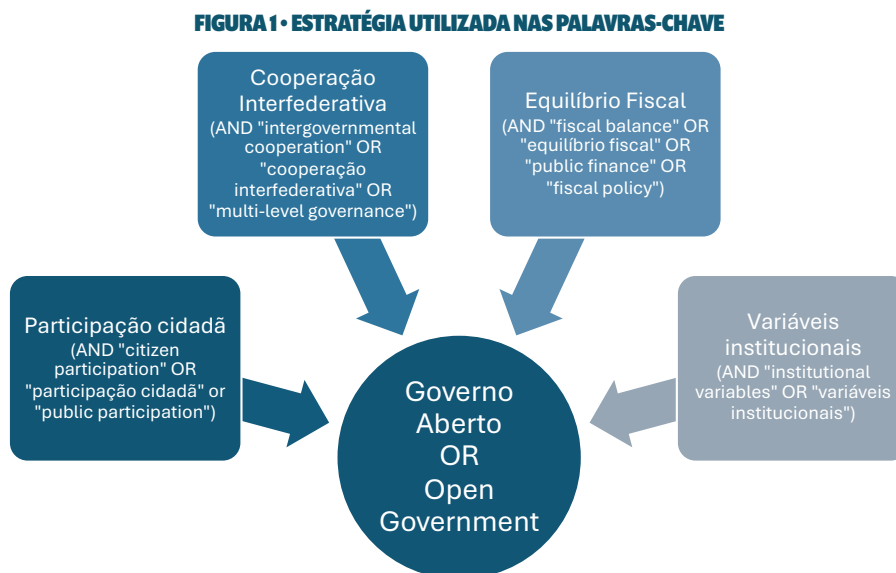 FIGURA 1 • ESTRATÉGIA UTILIZADA NAS PALAVRAS-CHAVE
Cooperação
Interfederativa
(AND "intergovernmental
cooperation" OR
"cooperação
interfederativa" OR
"multi-level governance")
Equilíbrio Fiscal
(AND "fiscal balance" OR
"equilíbrio fiscal" OR
"public finance" OR
"fiscal policy")
Participação cidadã
(AND "citizen
participation" OR
"participação cidadã" or
"public participation")
Variáveis
institucionais
(AND "institutional
variables" OR "variáveis
institucionais")
Governo
Aberto
OR
Open
Government